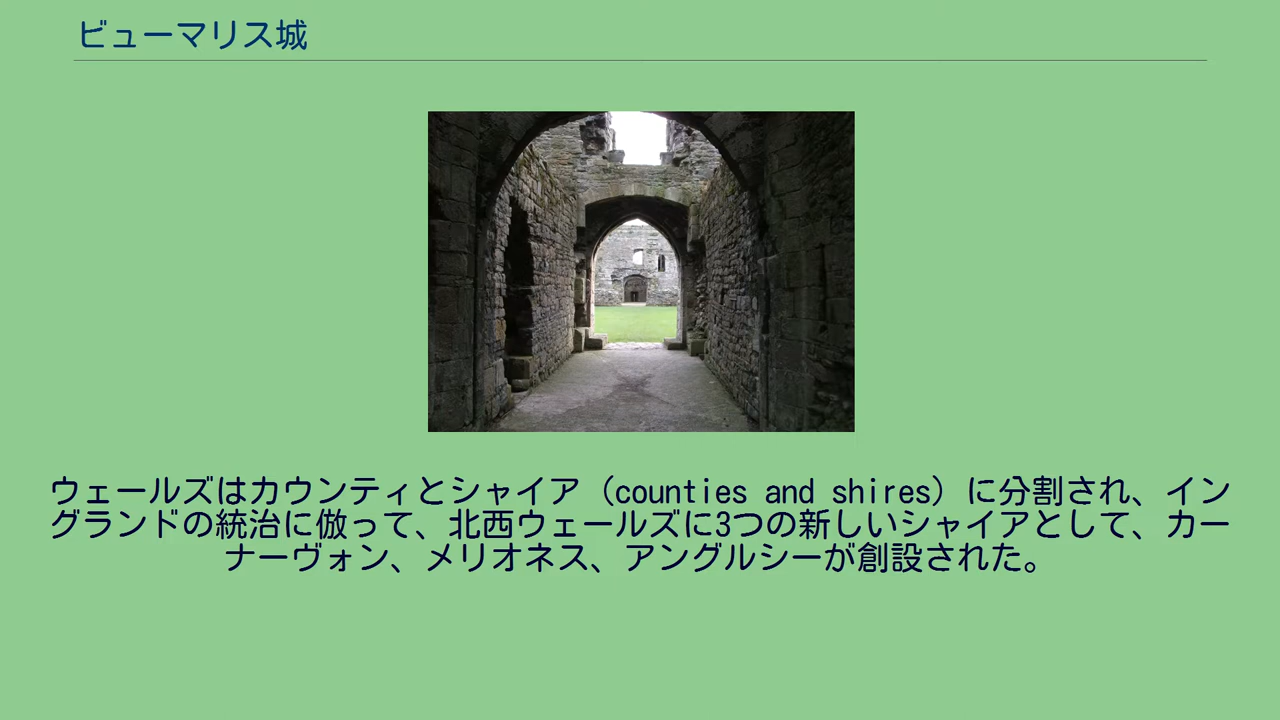 ビューマリス城
ウェールズはカウンティとシャイア（counties and shires）に分割され、イン
グランドの統治に倣って、北西ウェールズに3つの新しいシャイアとして、カー
ナーヴォン、メリオネス、アングルシーが創設された。